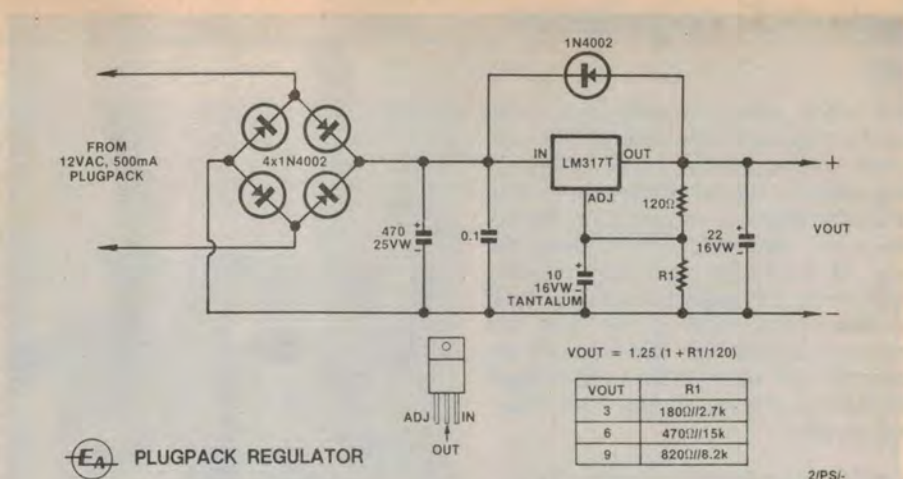 1N4002
FROM
12VAC, 500mA
PLUGPACK
4x1N4002
IN
LM317T
OUT
ADJ
120Ω
+
VOUT
470
25VW
+
-
0.1
10
16VW
TANTALUM
+
-
R1
22
16VW
+
-
-
VOUT = 1.25 (1 + R1/120)
ADJ
IN
OUT
VOUT R1
3 180Ω//2.7k
6 470Ω//15k
9 820Ω//8.2k
EA PLUGPACK REGULATOR
2/PS/-